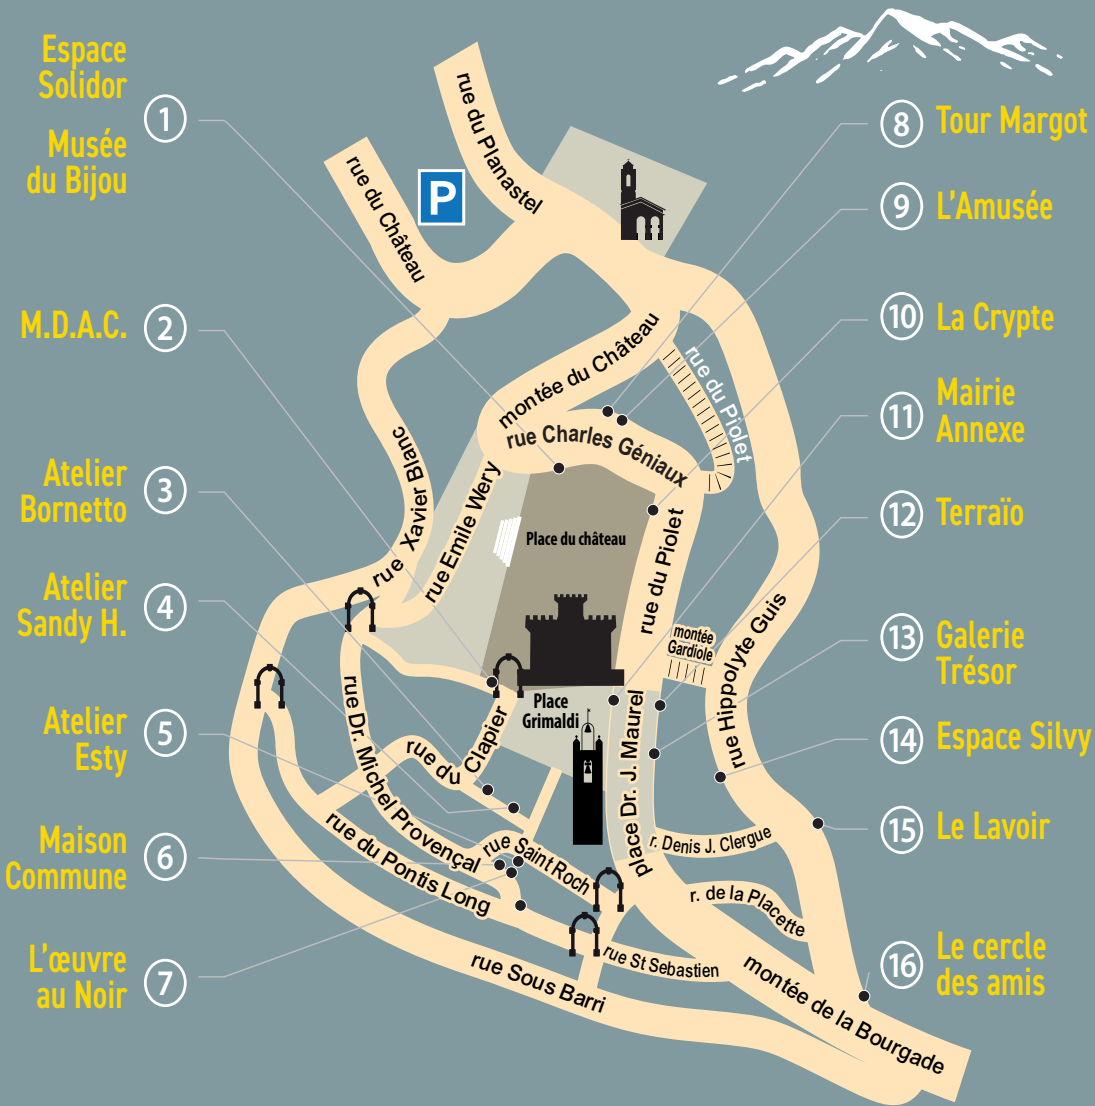 Espace
Solidor
1
Musée
du Bijou
M.D.A.C.
2
Atelier
Bornetto
3
Atelier
Sandy H.
4
Atelier
Esty
5
Maison
Commune
6
L'œuvre
au Noir
7
8
Tour Margot
9
L'Amusée
10
La Crypte
11
Mairie
Annexe
12
Terraïo
13
Galerie
Trésor
14
Espace Silvy
15
Le Lavoir
16
Le cercle
des amis
rue du Planastel
rue du Château
P
montée du Château
rue du Piolet
rue Charles Géniaux
rue Xavier Blanc
rue Emile Wery
Place du château
rue du Piolet
montée
Gardiole
rue Hippolyte Guis
Place
Grimaldi
place Dr. J. Maurel
rue Dr. Michel Provençal
rue du Clapier
rue Saint Roch
r. Denis J. Clergue
r. de la Placette
rue du Pontis Long
rue St Sebastien
rue Sous Barri
montée de la Bourgade